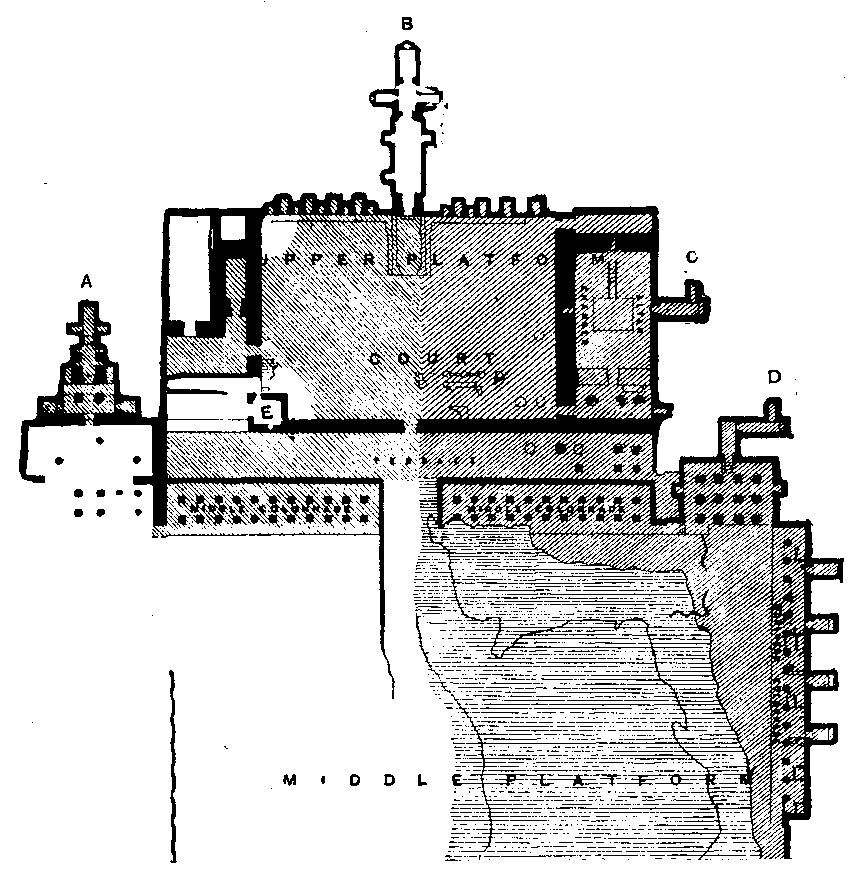 B
UPPER PLATFORM
A
C
COURT
D
E
TERRACE
MIDDLE COLONNADE
MIDDLE COLONNADE
MIDDLE PLATFORM